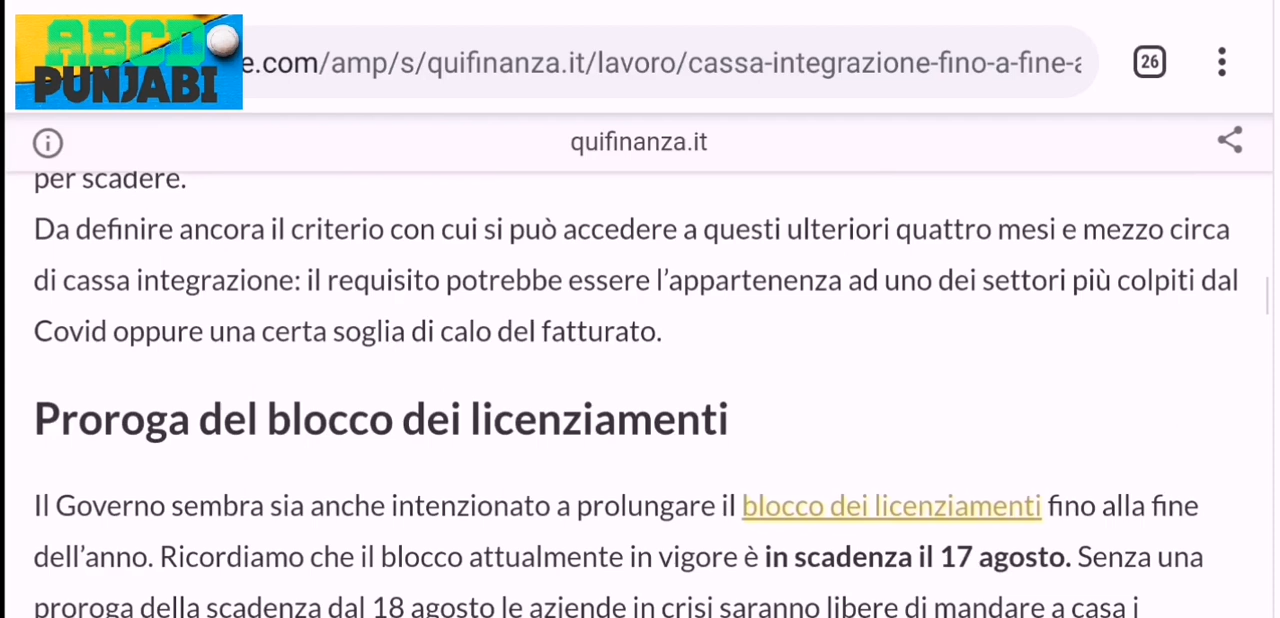 ABCD
PUNJABI
e.com/amp/s/quifinanza.it/lavoro/cassa-integrazione-fino-a-fine-a
26
quifinanza.it
per scadere.
Da definire ancora il criterio con cui si può accedere a questi ulteriori quattro mesi e mezzo circa
di cassa integrazione: il requisito potrebbe essere l’appartenenza ad uno dei settori più colpiti dal
Covid oppure una certa soglia di calo del fatturato.
Proroga del blocco dei licenziamenti
Il Governo sembra sia anche intenzionato a prolungare il blocco dei licenziamenti fino alla fine
dell’anno. Ricordiamo che il blocco attualmente in vigore è in scadenza il 17 agosto. Senza una
proroga della scadenza dal 18 agosto le aziende in crisi saranno libere di mandare a casa i